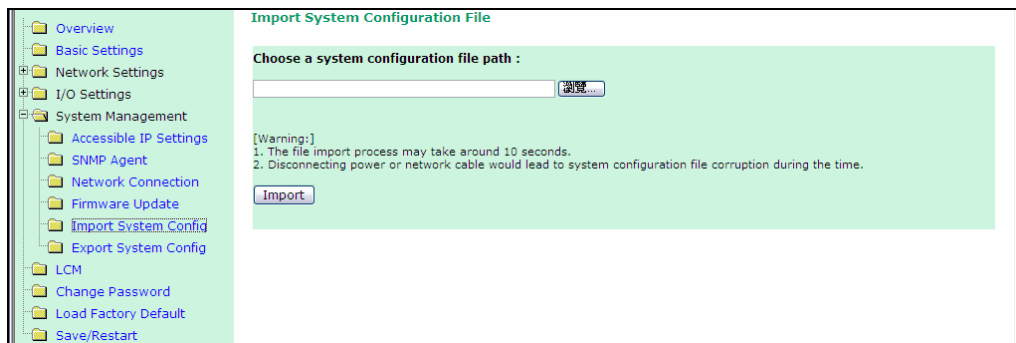 Overview
Basic Settings
Network Settings
I/O Settings
System Management
Accessible IP Settings
SNMP Agent
Network Connection
Firmware Update
Import System Config
Export System Config
LCM
Change Password
Load Factory Default
Save/Restart
Import System Configuration File
Choose a system configuration file path :
瀏覽...
[Warning:]
1. The file import process may take around 10 seconds.
2. Disconnecting power or network cable would lead to system configuration file corruption during the time.
Import